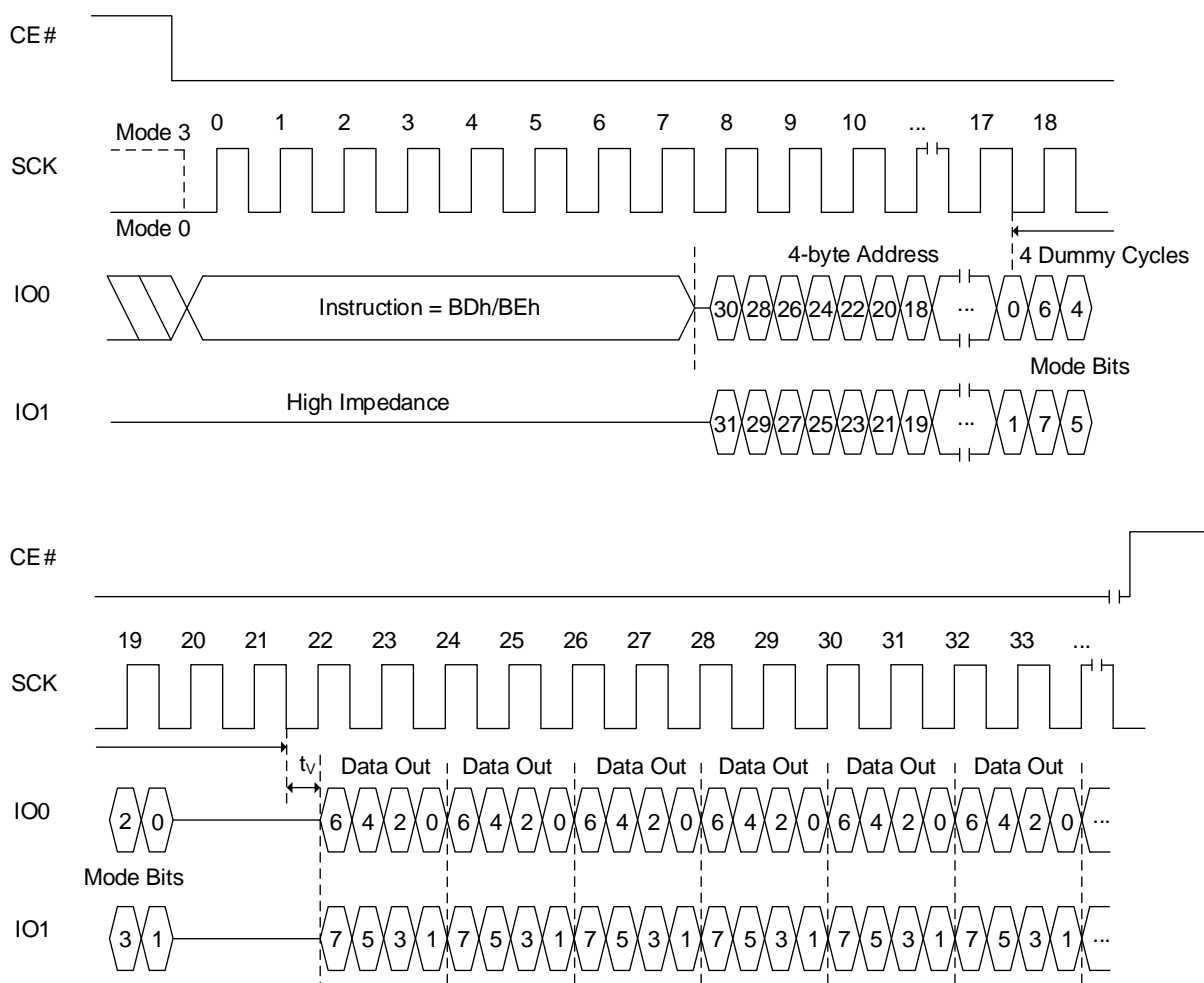 CE#
Mode 3 0 1 2 3 4 5 6 7 8 9 10 ... 17 18
SCK
Mode 0
4-byte Address 4 Dummy Cycles
IO0 Instruction = BDh/BEh 30 28 26 24 22 20 18 ... 0 6 4
Mode Bits
IO1 High Impedance 31 29 27 25 23 21 19 ... 1 7 5
CE#
19 20 21 22 23 24 25 26 27 28 29 30 31 32 33 ...
SCK
tV Data Out Data Out Data Out Data Out Data Out Data Out
IO0 2 0 6 4 2 0 6 4 2 0 6 4 2 0 6 4 2 0 6 4 2 0 6 4 2 0 ...
Mode Bits
IO1 3 1 7 5 3 1 7 5 3 1 7 5 3 1 7 5 3 1 7 5 3 1 7 5 3 1 ...